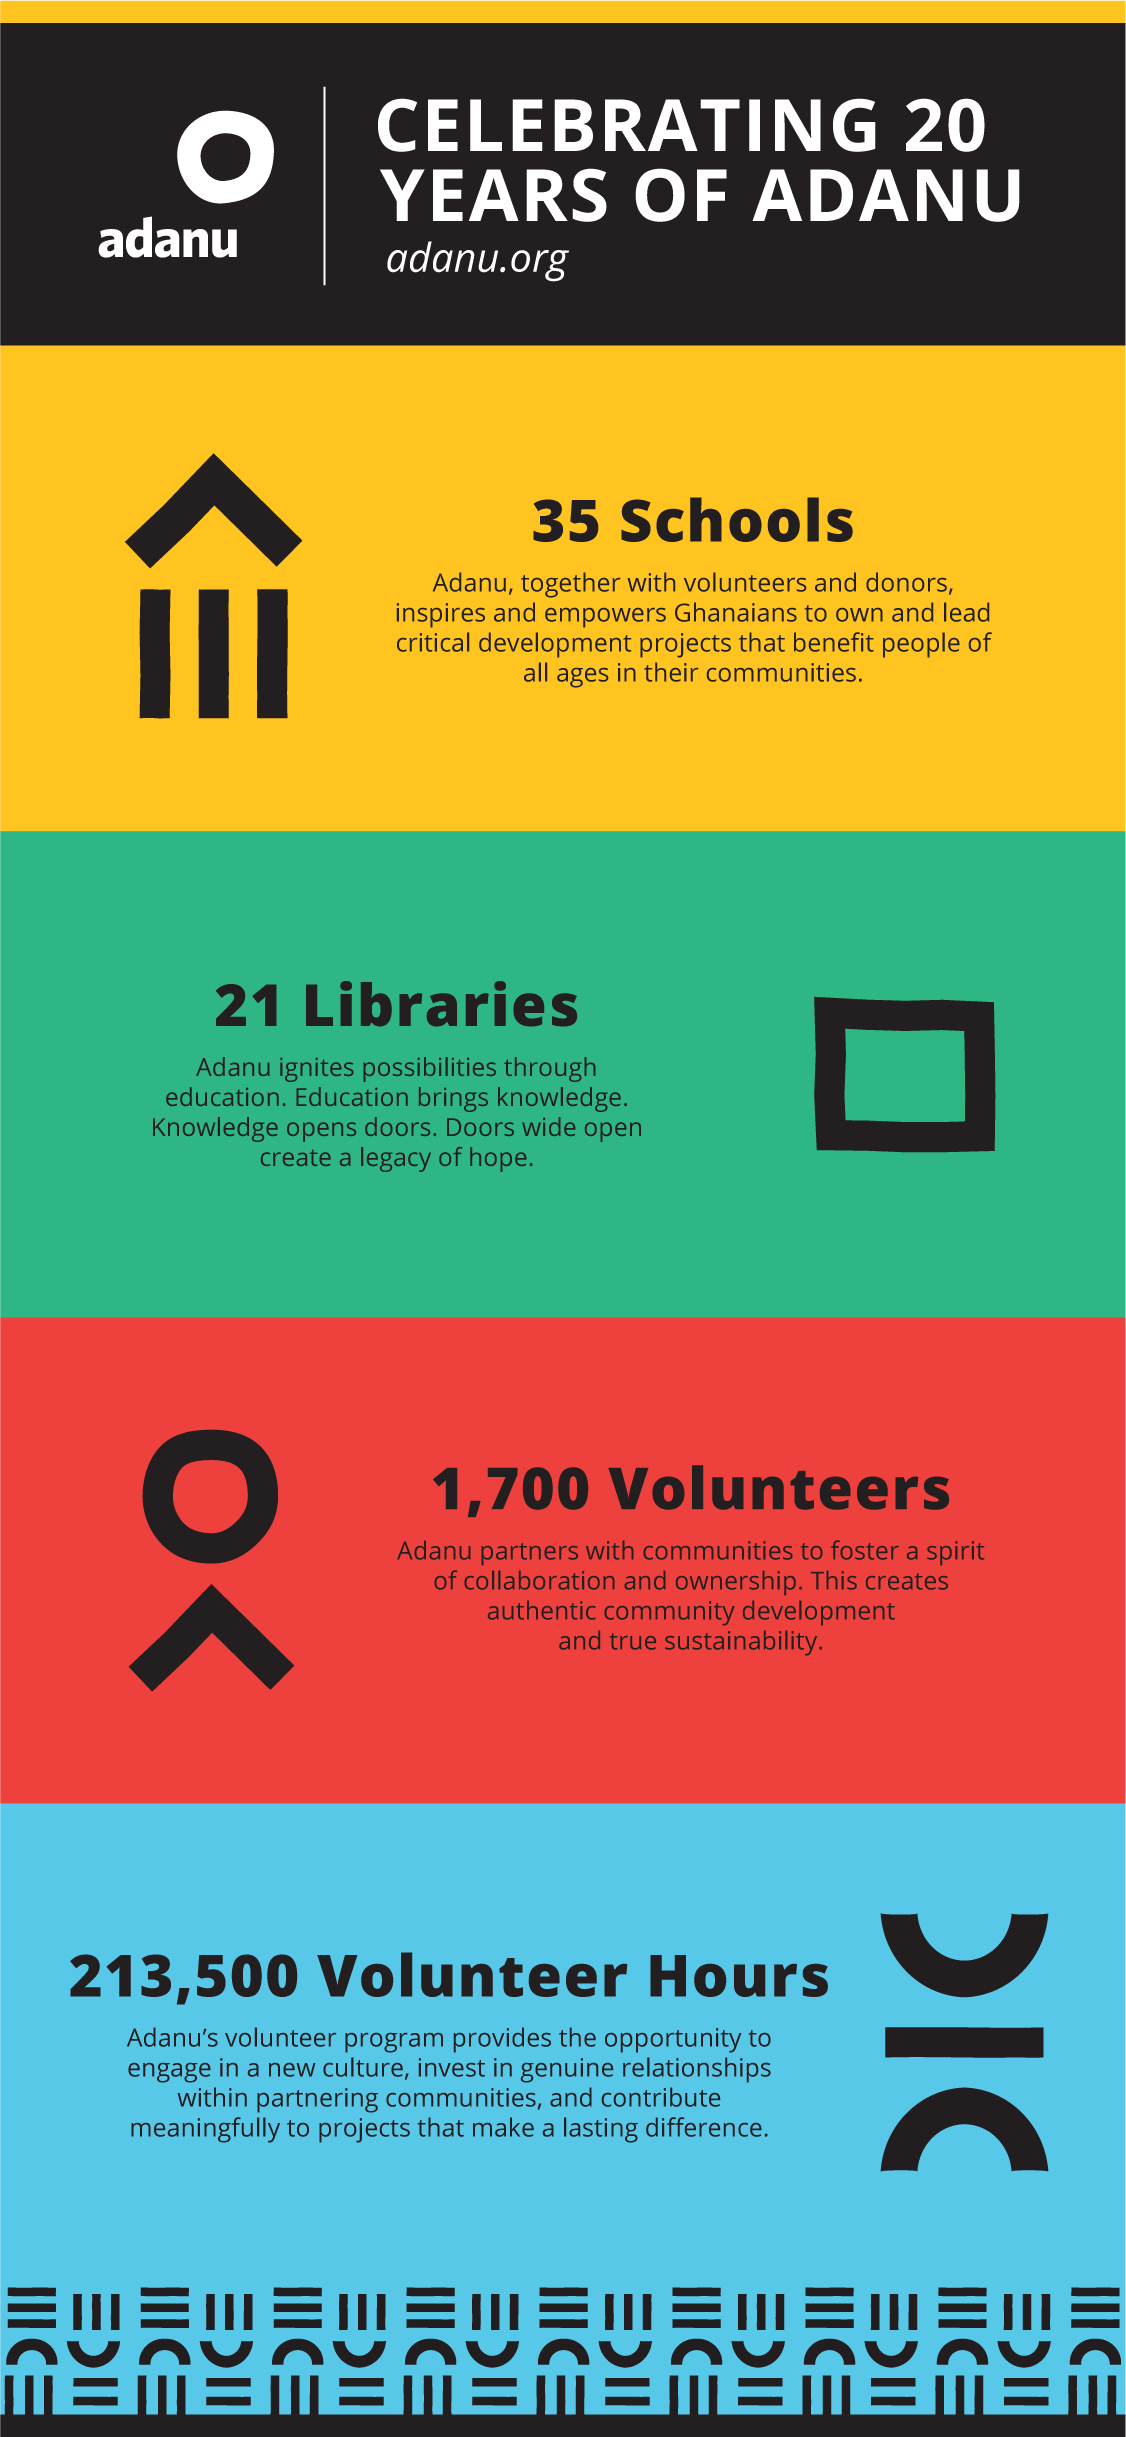 adanu
CELEBRATING 20
YEARS OF ADANU
adanu.org
35 Schools
Adanu, together with volunteers and donors,
inspires and empowers Ghanaians to own and lead
critical development projects that benefit people of
all ages in their communities.
21 Libraries
Adanu ignites possibilities through
education. Education brings knowledge.
Knowledge opens doors. Doors wide open
create a legacy of hope.
1,700 Volunteers
Adanu partners with communities to foster a spirit
of collaboration and ownership. This creates
authentic community development
and true sustainability.
213,500 Volunteer Hours
Adanu’s volunteer program provides the opportunity to
engage in a new culture, invest in genuine relationships
within partnering communities, and contribute
meaningfully to projects that make a lasting difference.